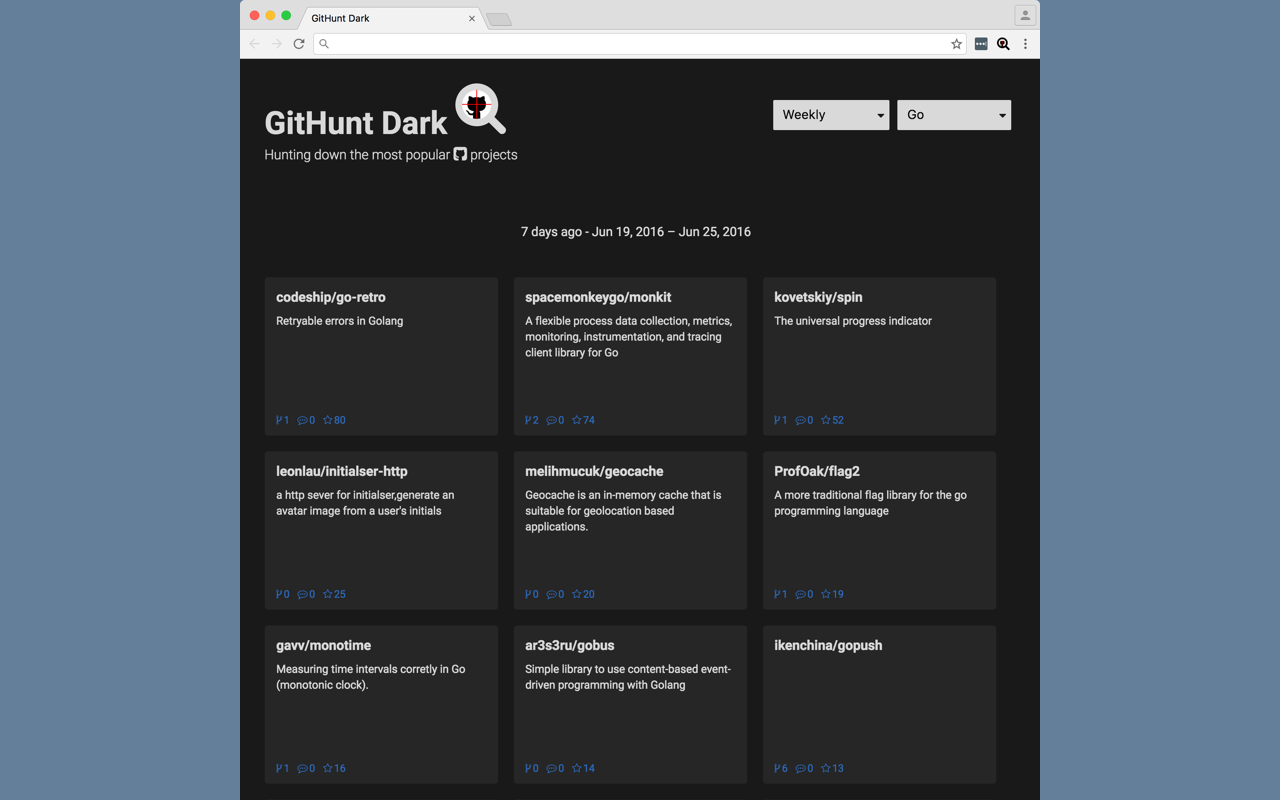 GitHunt Dark
GitHunt Dark
Weekly
Go
Hunting down the most popular projects
7 days ago - Jun 19, 2016 – Jun 25, 2016
codeship/go-retro
Retryable errors in Golang
1 0 80
spacemonkeygo/monkit
A flexible process data collection, metrics,
monitoring, instrumentation, and tracing
client library for Go
2 0 74
kovetskiy/spin
The universal progress indicator
1 0 52
leonlau/initialser-http
a http sever for initialser,generate an
avatar image from a user's initials
0 0 25
melihmucuk/geocache
Geocache is an in-memory cache that is
suitable for geolocation based
applications.
0 0 20
ProfOak/flag2
A more traditional flag library for the go
programming language
1 0 19
gavv/monotime
Measuring time intervals corretly in Go
(monotonic clock).
1 0 16
ar3s3ru/gobus
Simple library to use content-based event-
driven programming with Golang
0 0 14
ikenchina/gopush
6 0 13